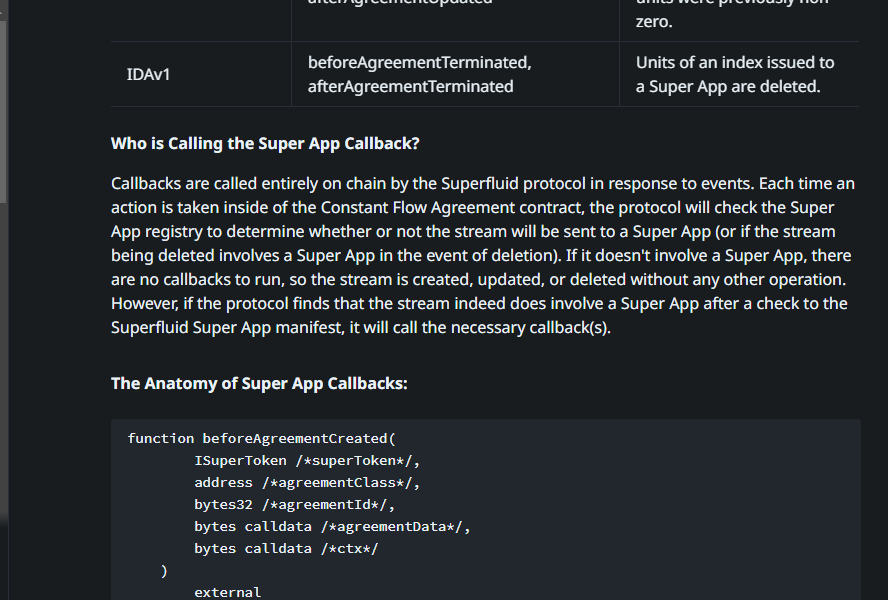 zero.
IDAv1
beforeAgreementTerminated,
afterAgreementTerminated
Units of an index issued to
a Super App are deleted.
Who is Calling the Super App Callback?
Callbacks are called entirely on chain by the Superfluid protocol in response to events. Each time an
action is taken inside of the Constant Flow Agreement contract, the protocol will check the Super
App registry to determine whether or not the stream will be sent to a Super App (or if the stream
being deleted involves a Super App in the event of deletion). If it doesn't involve a Super App, there
are no callbacks to run, so the stream is created, updated, or deleted without any other operation.
However, if the protocol finds that the stream indeed does involve a Super App after a check to the
Superfluid Super App manifest, it will call the necessary callback(s).
The Anatomy of Super App Callbacks:
function beforeAgreementCreated(
ISuperToken /*superToken*/,
address /*agreementClass*/,
bytes32 /*agreementId*/,
bytes calldata /*agreementData*/,
bytes calldata /*ctx*/
)
external